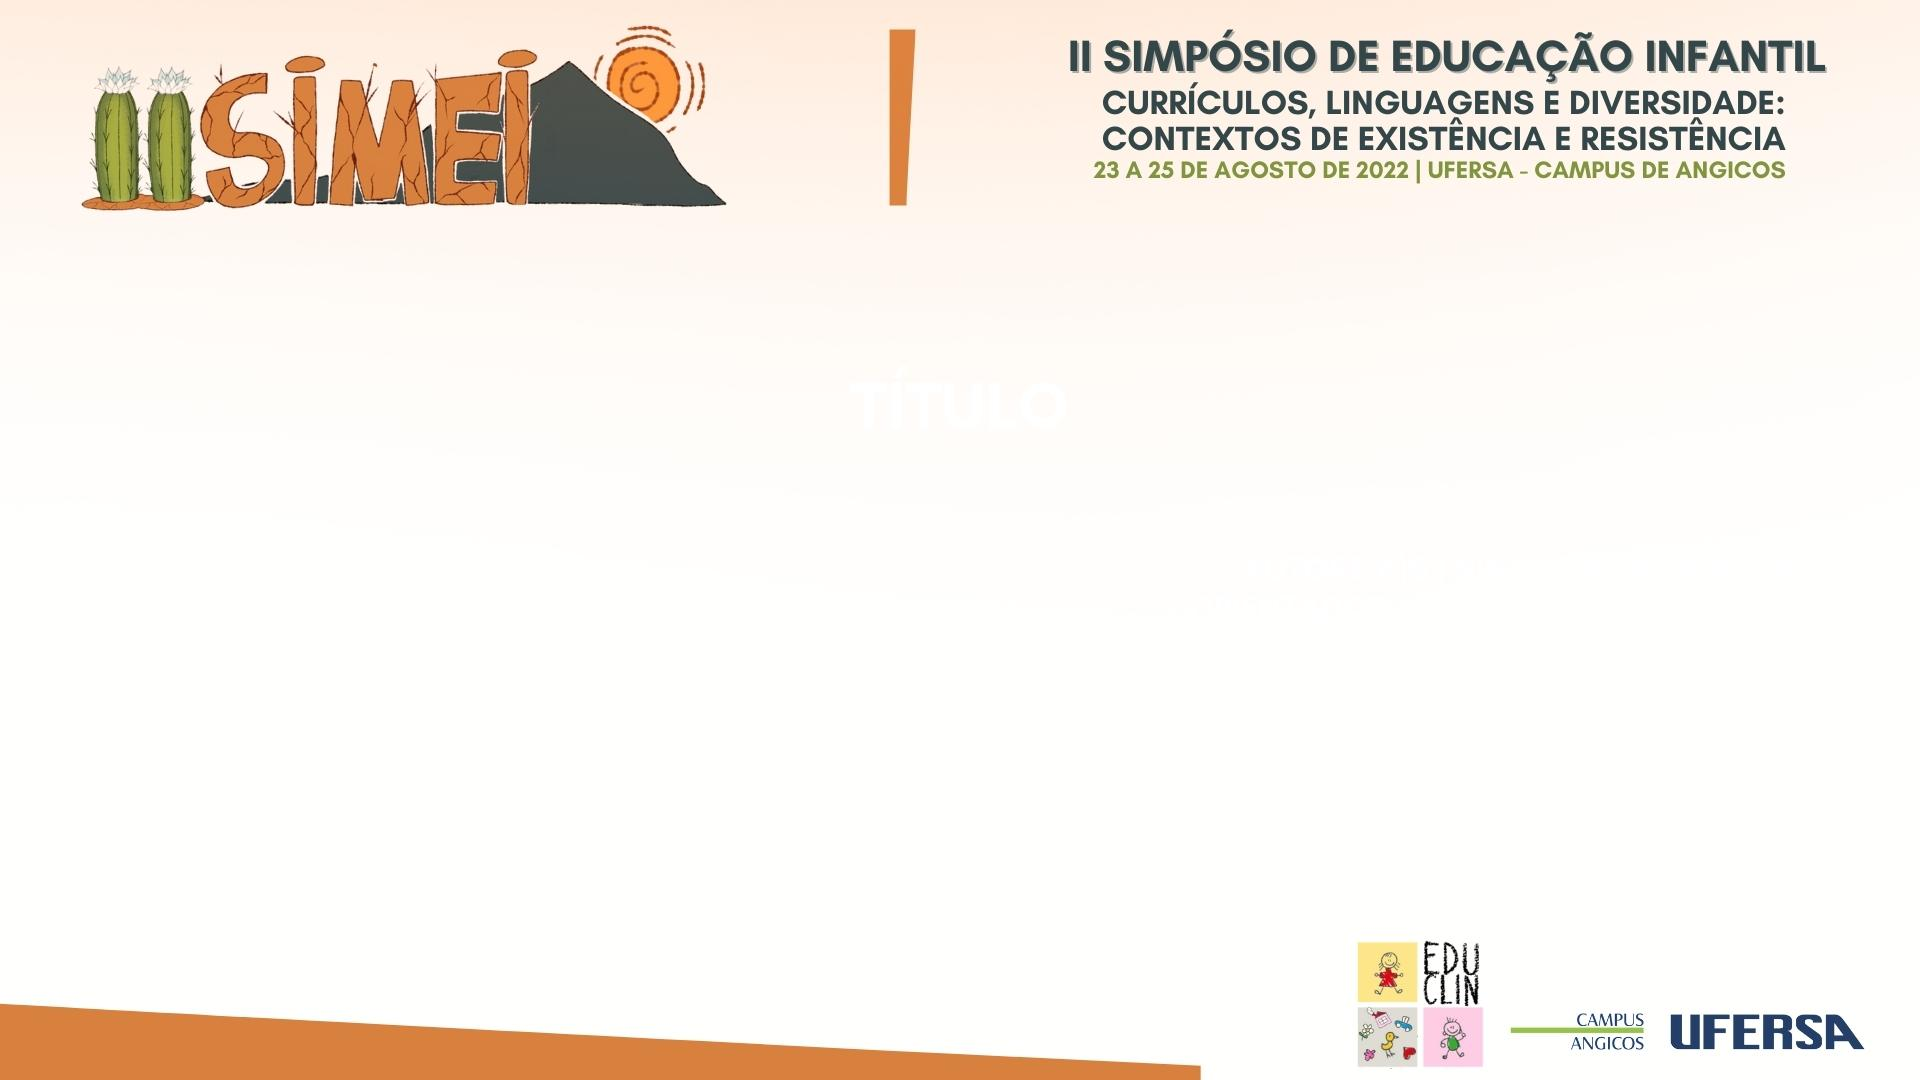 II SIMEI
II SIMPÓSIO DE EDUCAÇÃO INFANTIL
CURRÍCULOS, LINGUAGENS E DIVERSIDADE:
CONTEXTOS DE EXISTÊNCIA E RESISTÊNCIA
23 A 25 DE AGOSTO DE 2022 | UFERSA - CAMPUS DE ANGICOS
TÍTULO
EDU
CLIN
CAMPUS
ANGICOS
UFERSA